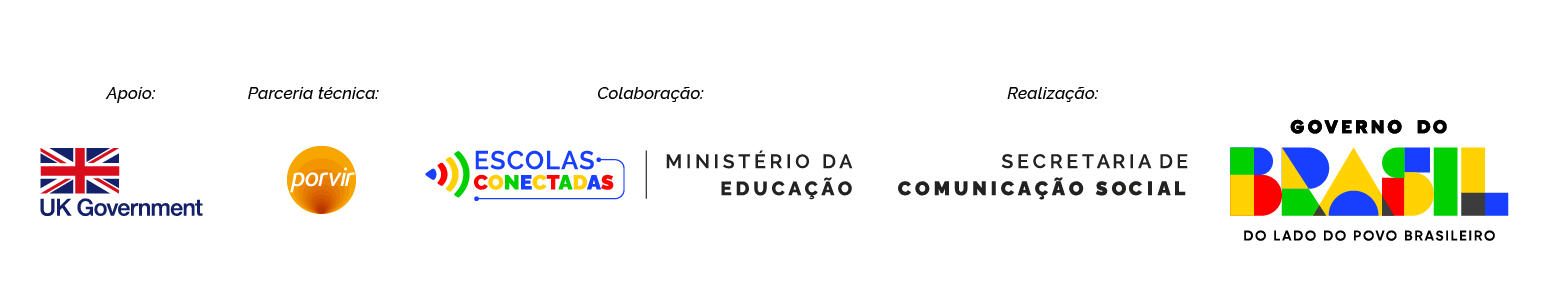 Apoio:
Parceria técnica:
Colaboração:
Realização:
UK Government
porvir
ESCOLAS
CONECTADAS
MINISTÉRIO DA
EDUCAÇÃO
SECRETARIA DE
COMUNICAÇÃO SOCIAL
GOVERNO DO
BRASIL
DO LADO DO POVO BRASILEIRO